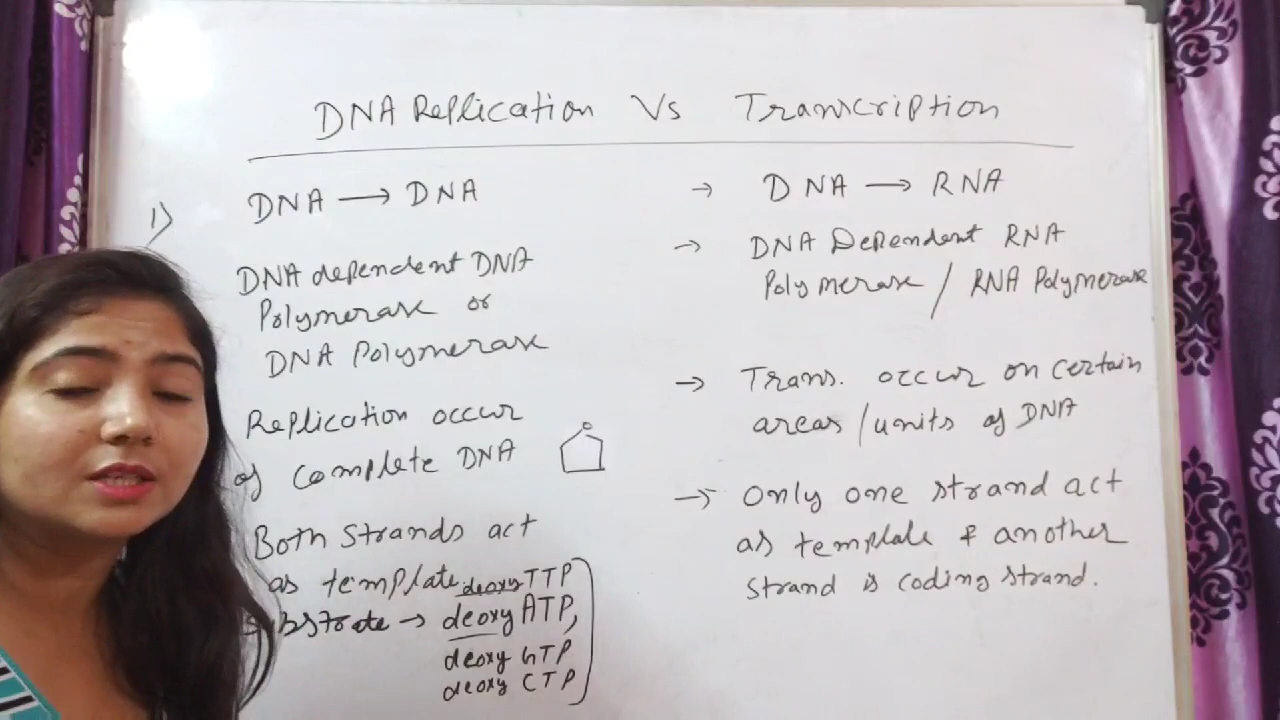 DNA Replication Vs Transcription
1) DNA → DNA
DNA dependent DNA
Polymerase or
DNA Polymerase
Replication occur
of complete DNA
Both Strands act
as template
substrate → deoxy TTP
deoxy ATP,
deoxy GTP
deoxy CTP
→ DNA → RNA
→ DNA Dependent RNA
Polymerase / RNA Polymerase
→ Trans. occur on certain
areas / units of DNA
→ Only one strand act
as template & another
strand is coding strand.